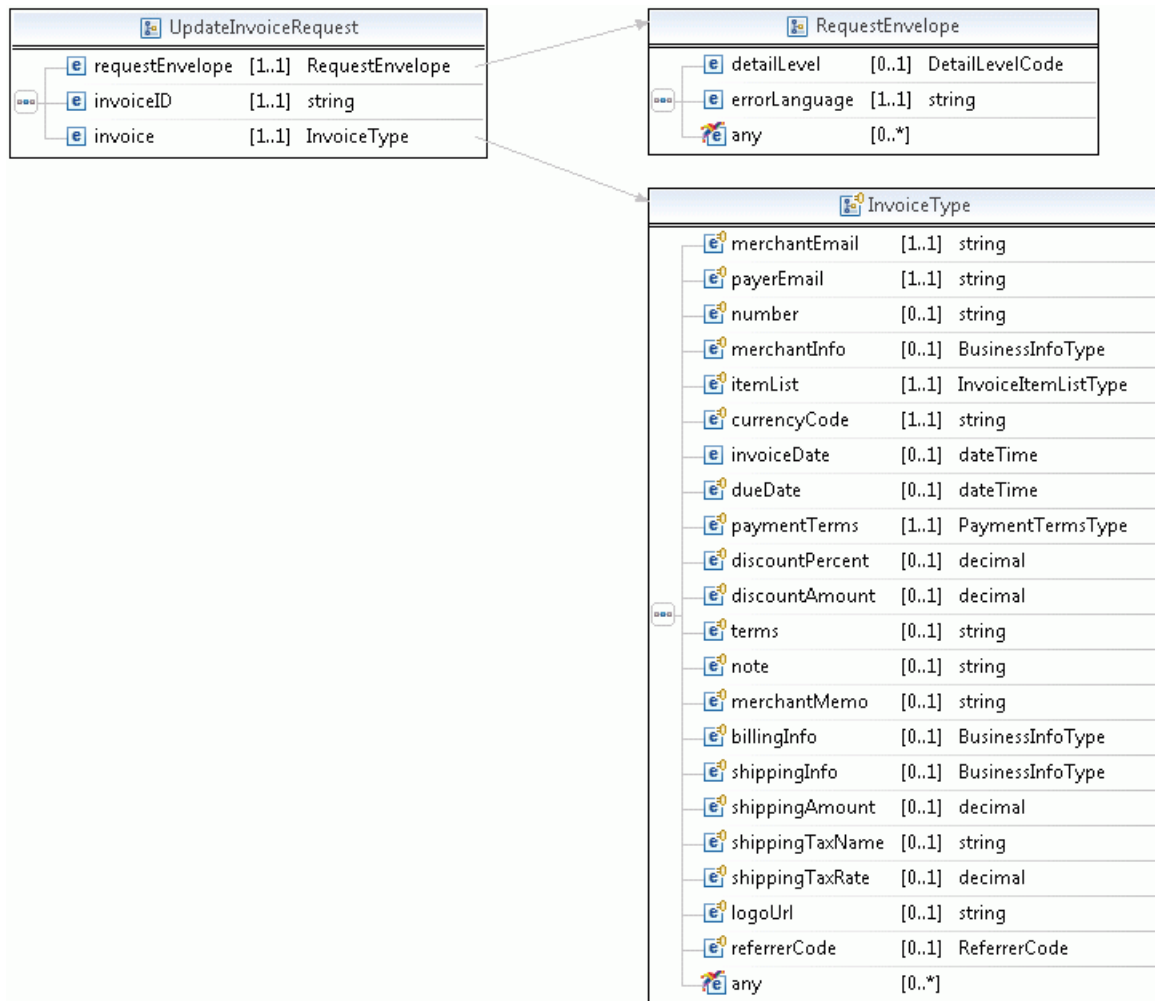 UpdateInvoiceRequest
requestEnvelope [1..1] RequestEnvelope
invoiceID [1..1] string
invoice [1..1] InvoiceType
RequestEnvelope
detailLevel [0..1] DetailLevelCode
errorLanguage [1..1] string
any [0..*]
InvoiceType
merchantEmail [1..1] string
payerEmail [1..1] string
number [0..1] string
merchantInfo [0..1] BusinessInfoType
itemList [1..1] InvoiceItemListType
currencyCode [1..1] string
invoiceDate [0..1] dateTime
dueDate [0..1] dateTime
paymentTerms [1..1] PaymentTermsType
discountPercent [0..1] decimal
discountAmount [0..1] decimal
terms [0..1] string
note [0..1] string
merchantMemo [0..1] string
billingInfo [0..1] BusinessInfoType
shippingInfo [0..1] BusinessInfoType
shippingAmount [0..1] decimal
shippingTaxName [0..1] string
shippingTaxRate [0..1] decimal
logoUrl [0..1] string
referrerCode [0..1] ReferrerCode
any [0..*]